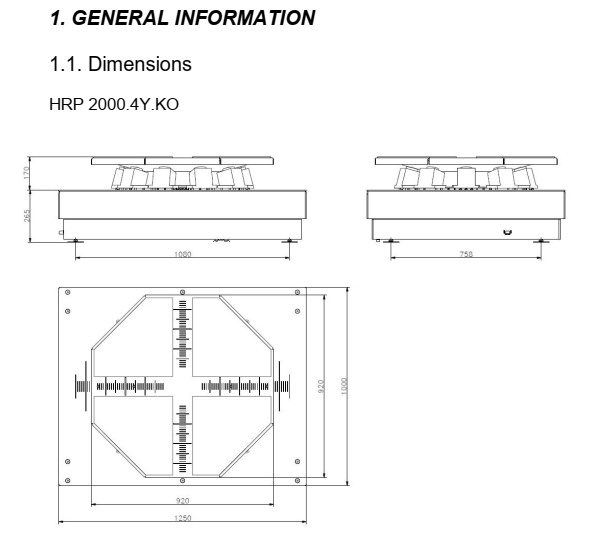 1. GENERAL INFORMATION
1.1. Dimensions
HRP 2000.4Y.KO
170
265
1080
758
920
1000
920
1250